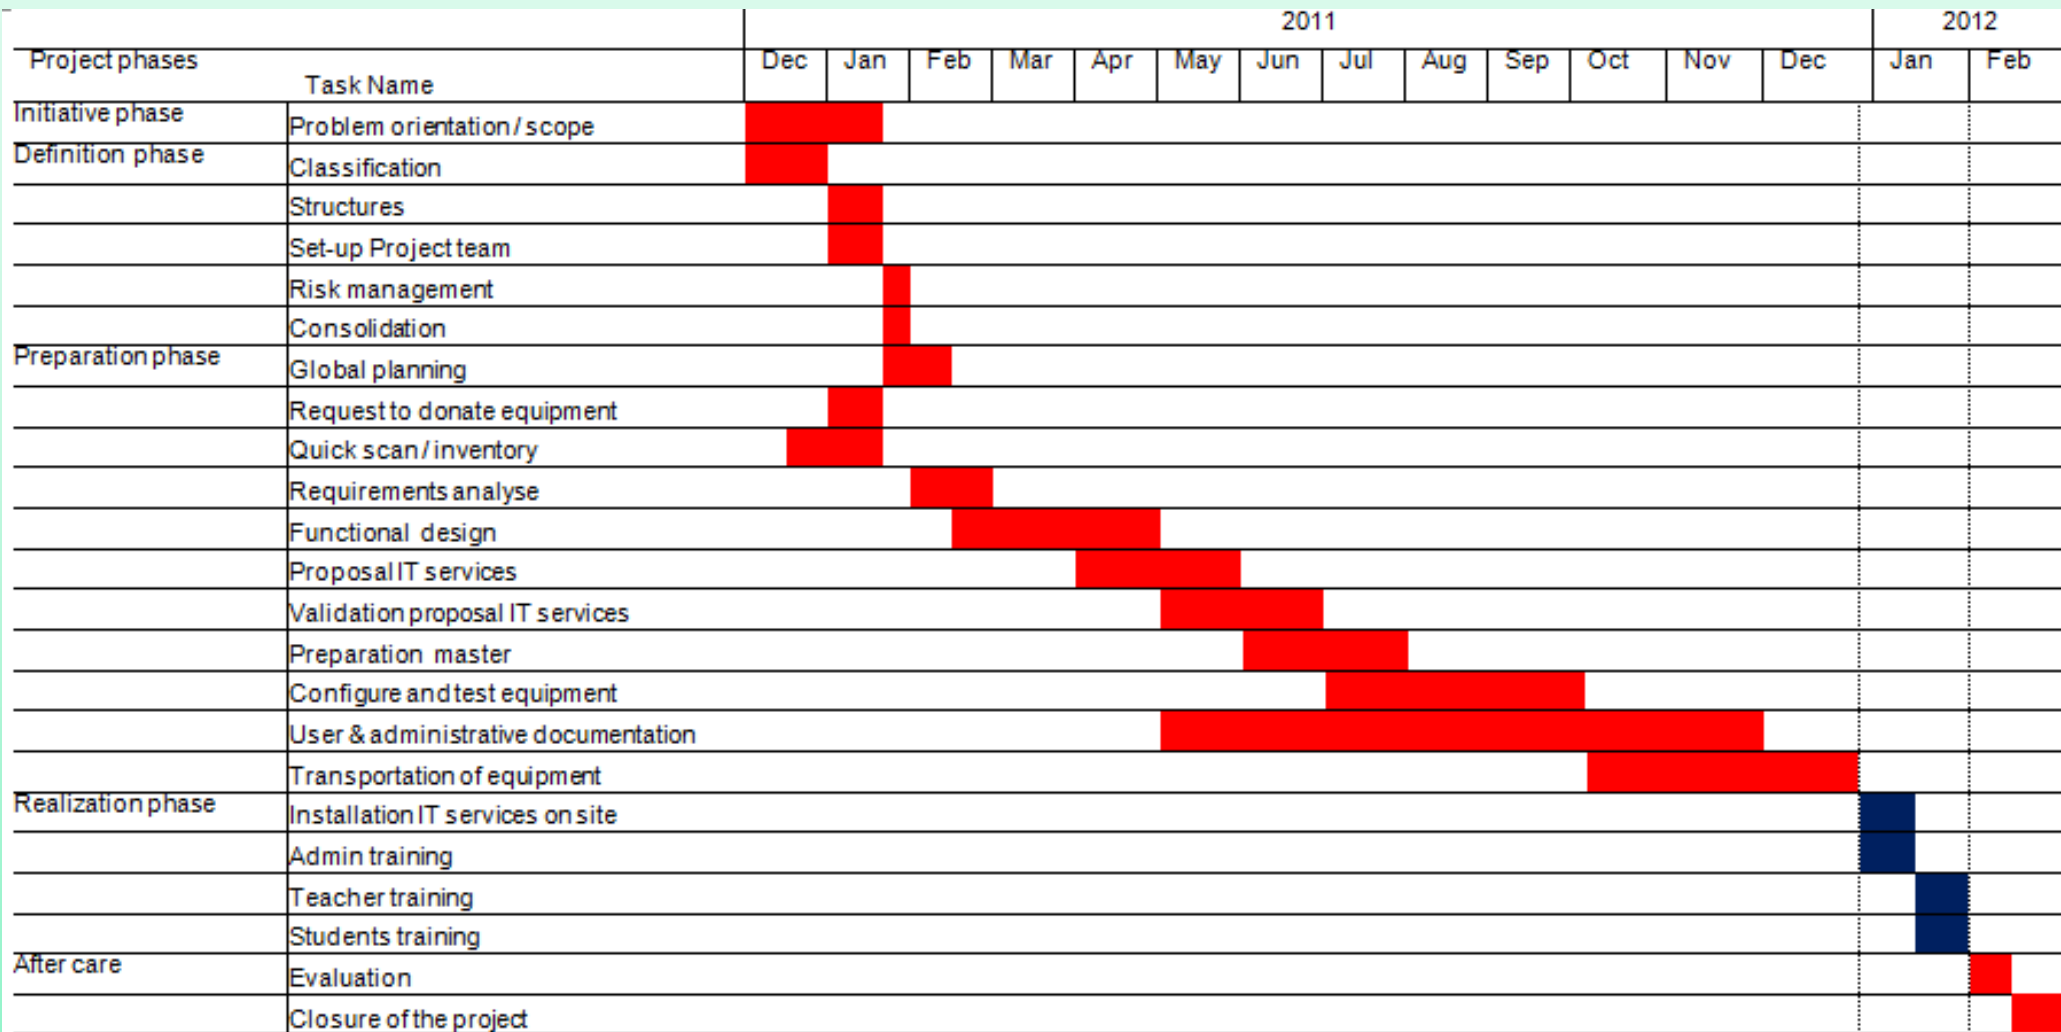 2011 2012
Project phases Task Name Dec Jan Feb Mar Apr May Jun Jul Aug Sep Oct Nov Dec Jan Feb
Initiative phase Problem orientation / scope
Definition phase Classification
Structures
Set-up Project team
Risk management
Consolidation
Preparation phase Global planning
Request to donate equipment
Quick scan / inventory
Requirements analyse
Functional design
Proposal IT services
Validation proposal IT services
Preparation master
Configure and test equipment
User & administrative documentation
Transportation of equipment
Realization phase Installation IT services on site
Admin training
Teacher training
Students training
After care Evaluation
Closure of the project